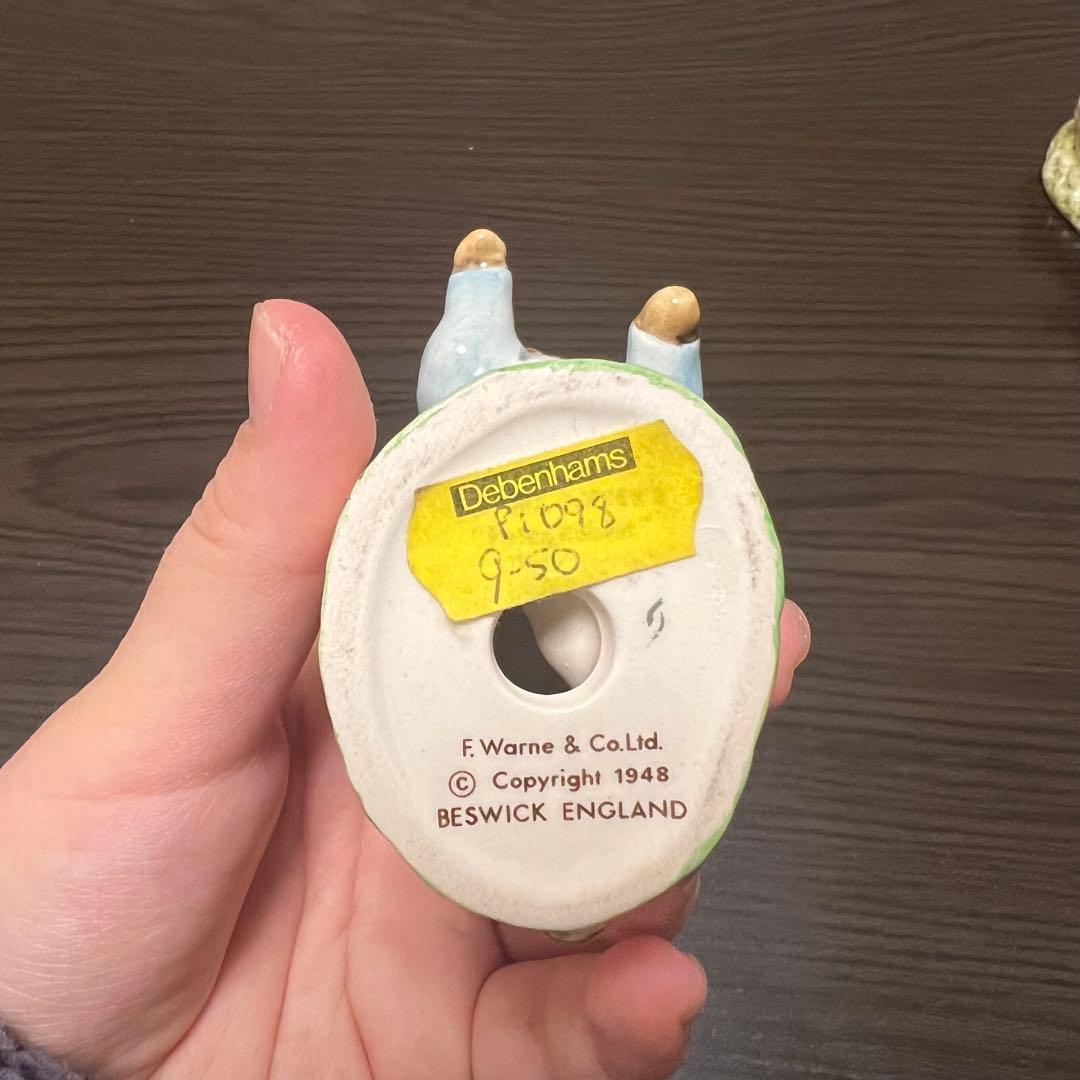 Debenhams
P1098
9-50
F. Warne & Co.Ltd.
© Copyright 1948
BESWICK ENGLAND